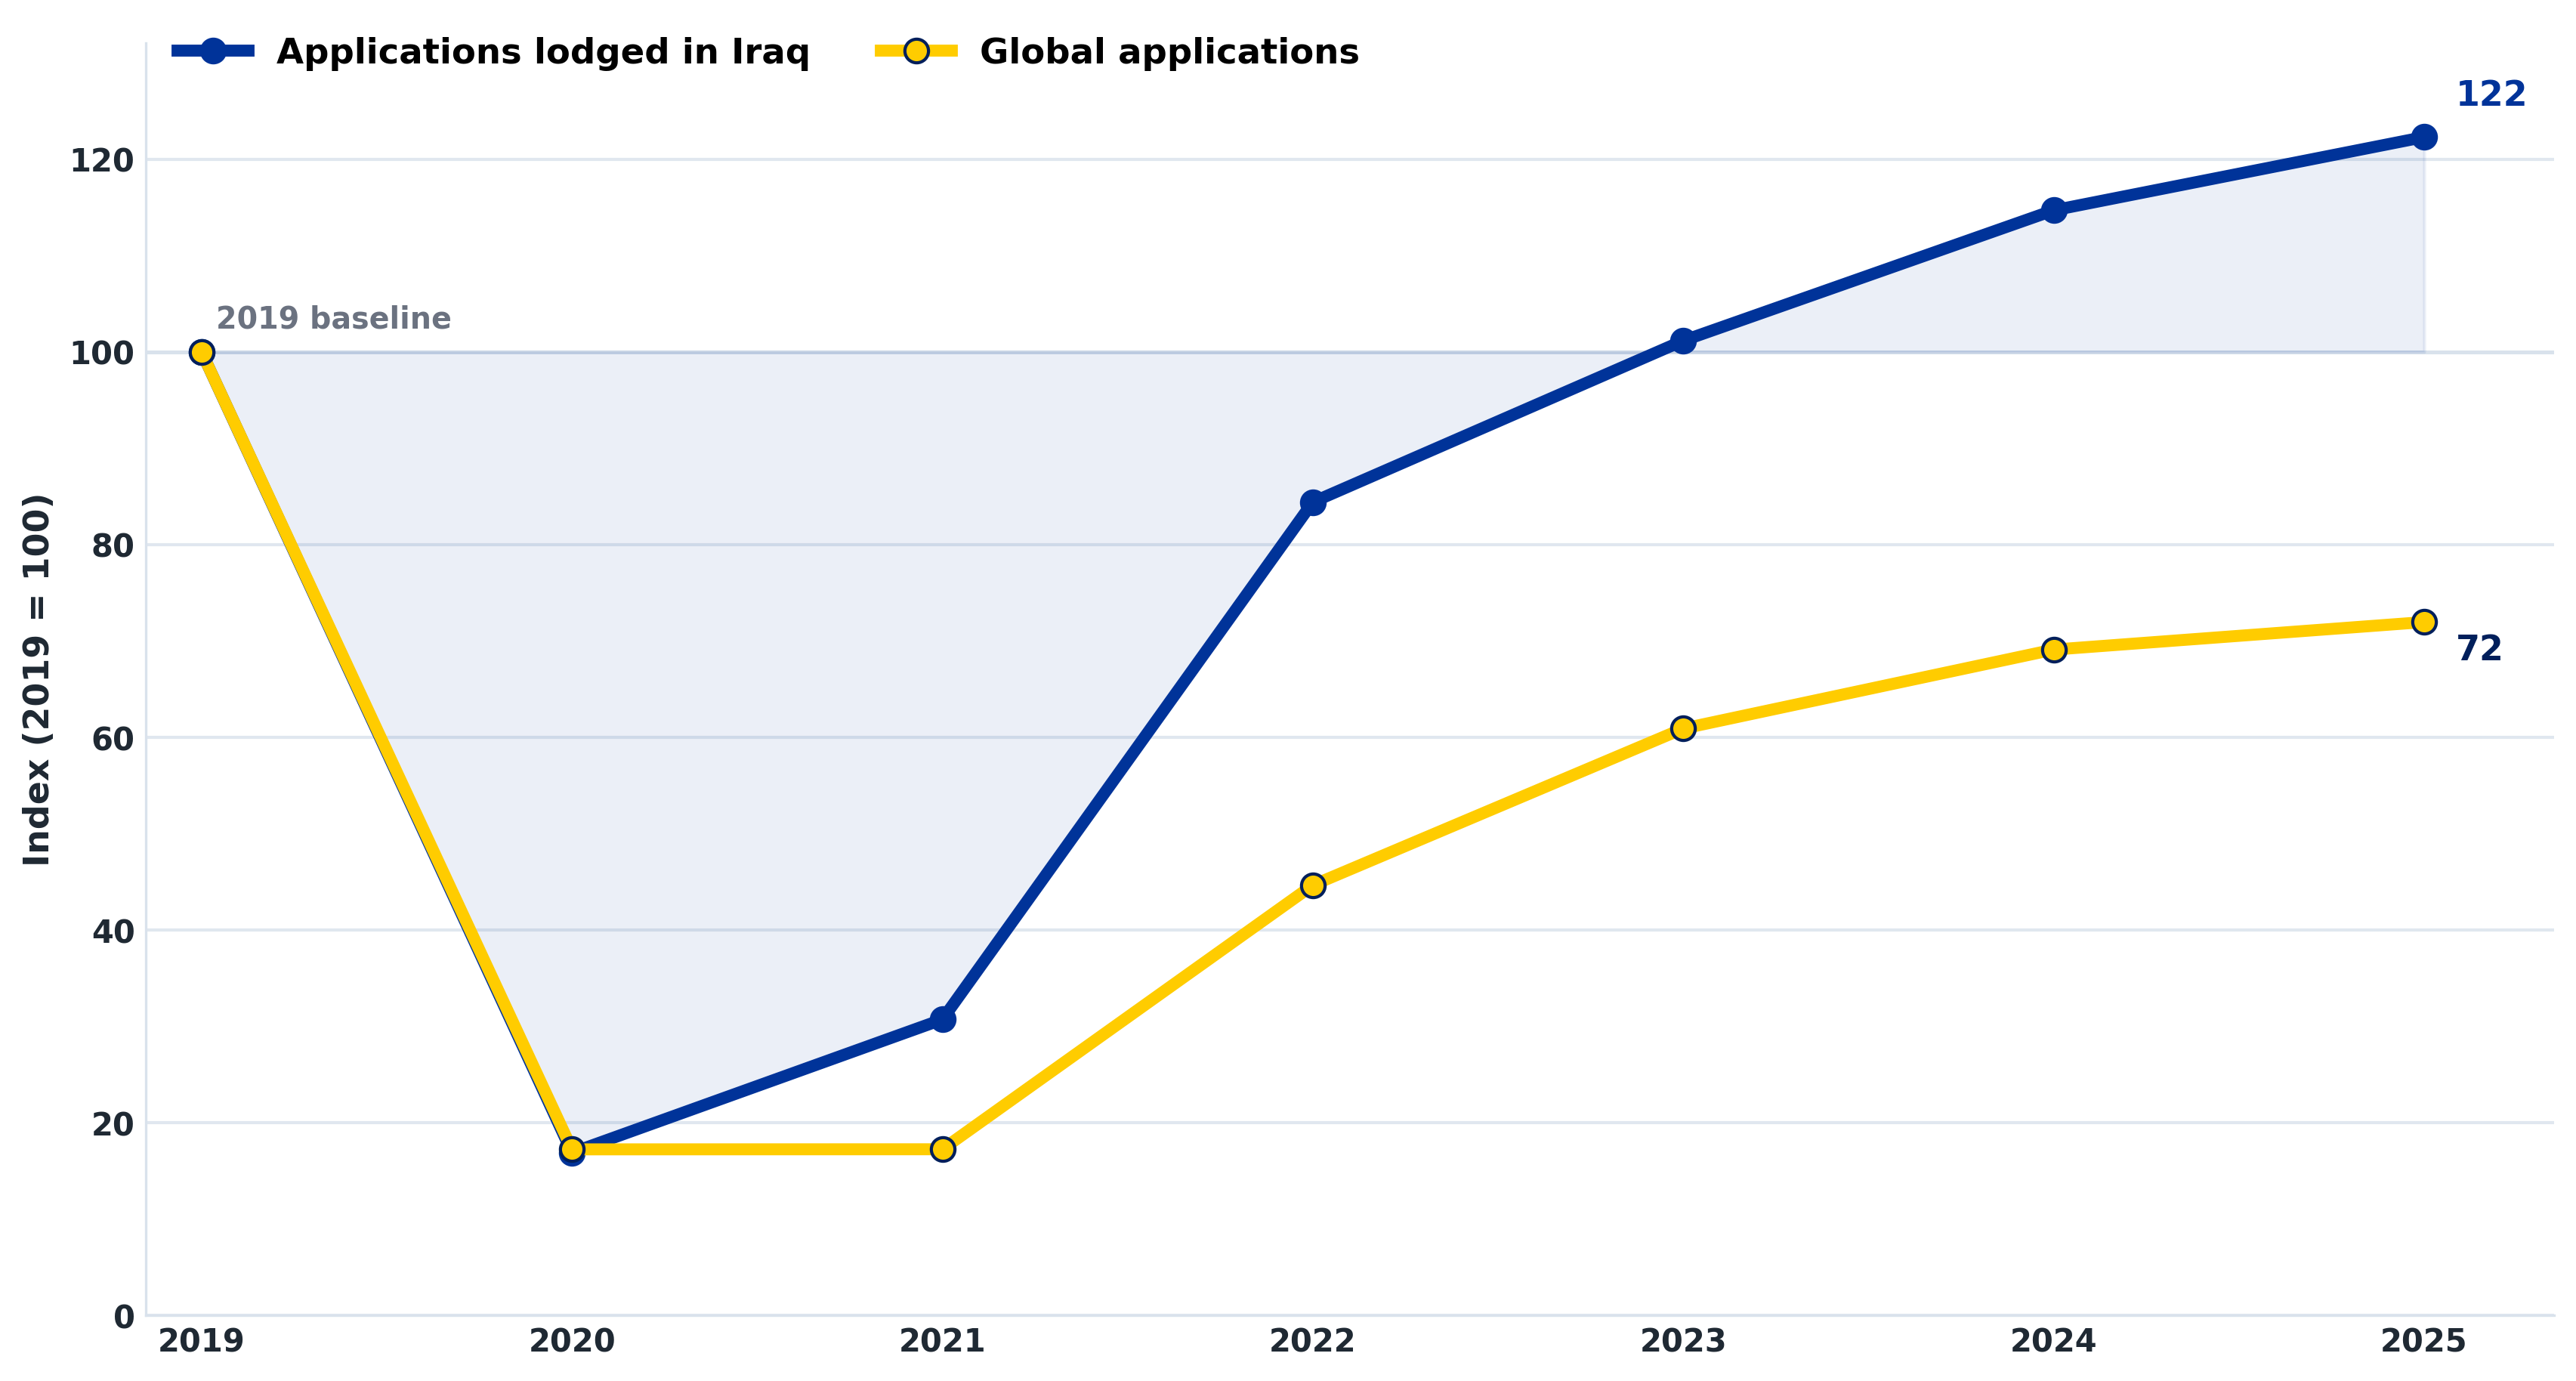 Applications lodged in Iraq
Global applications
122
120
2019 baseline
100
80
72
60
40
20
0
Index (2019 = 100)
2019 2020 2021 2022 2023 2024 2025